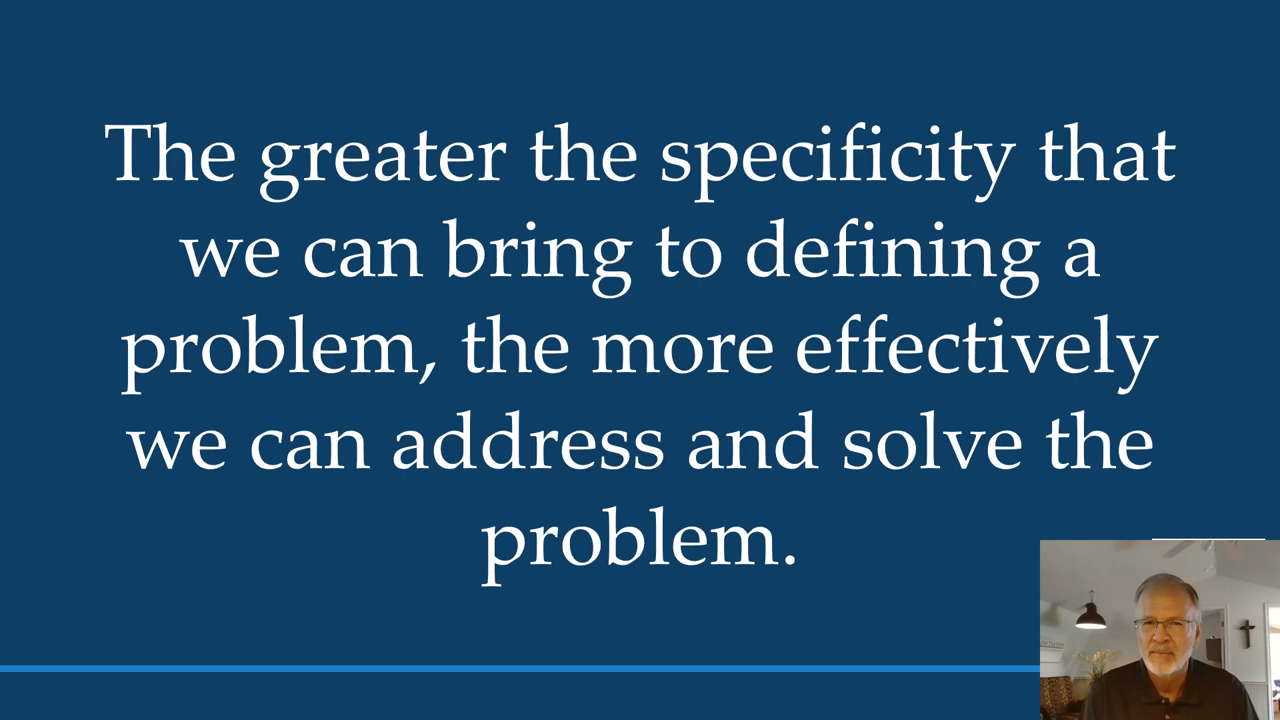 The greater the specificity that
we can bring to defining a
problem, the more effectively
we can address and solve the
problem.